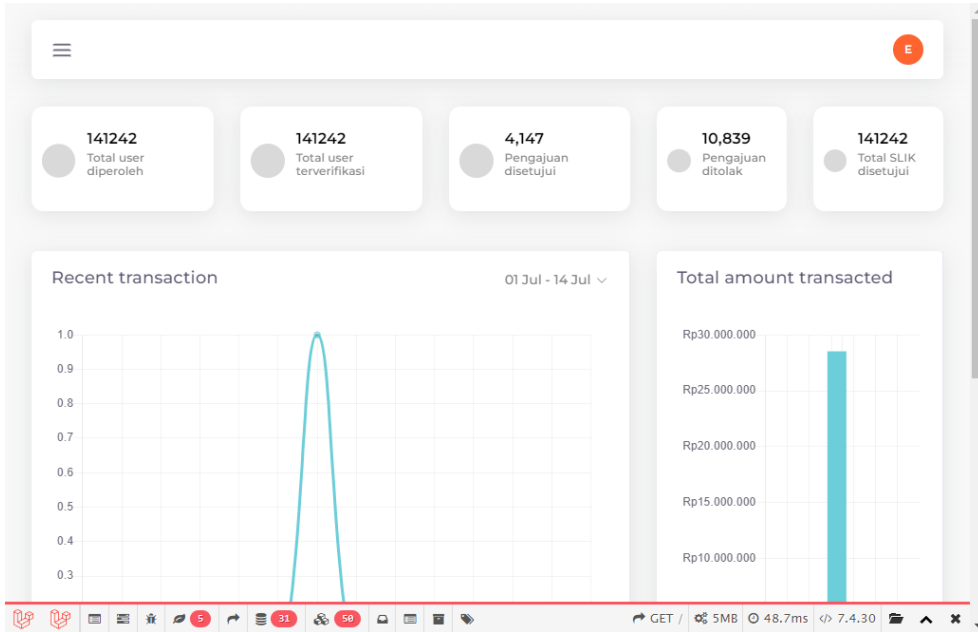 E
141242
Total user
diperoleh
141242
Total user
terverifikasi
4,147
Pengajuan
disetujui
10,839
Pengajuan
ditolak
141242
Total SLIK
disetujui
Recent transaction
01 Jul - 14 Jul
1.0
0.9
0.8
0.7
0.6
0.5
0.4
0.3
Total amount transacted
Rp30.000.000
Rp25.000.000
Rp20.000.000
Rp15.000.000
Rp10.000.000
5 31 50 GET / 5MB 48.7ms </> 7.4.30